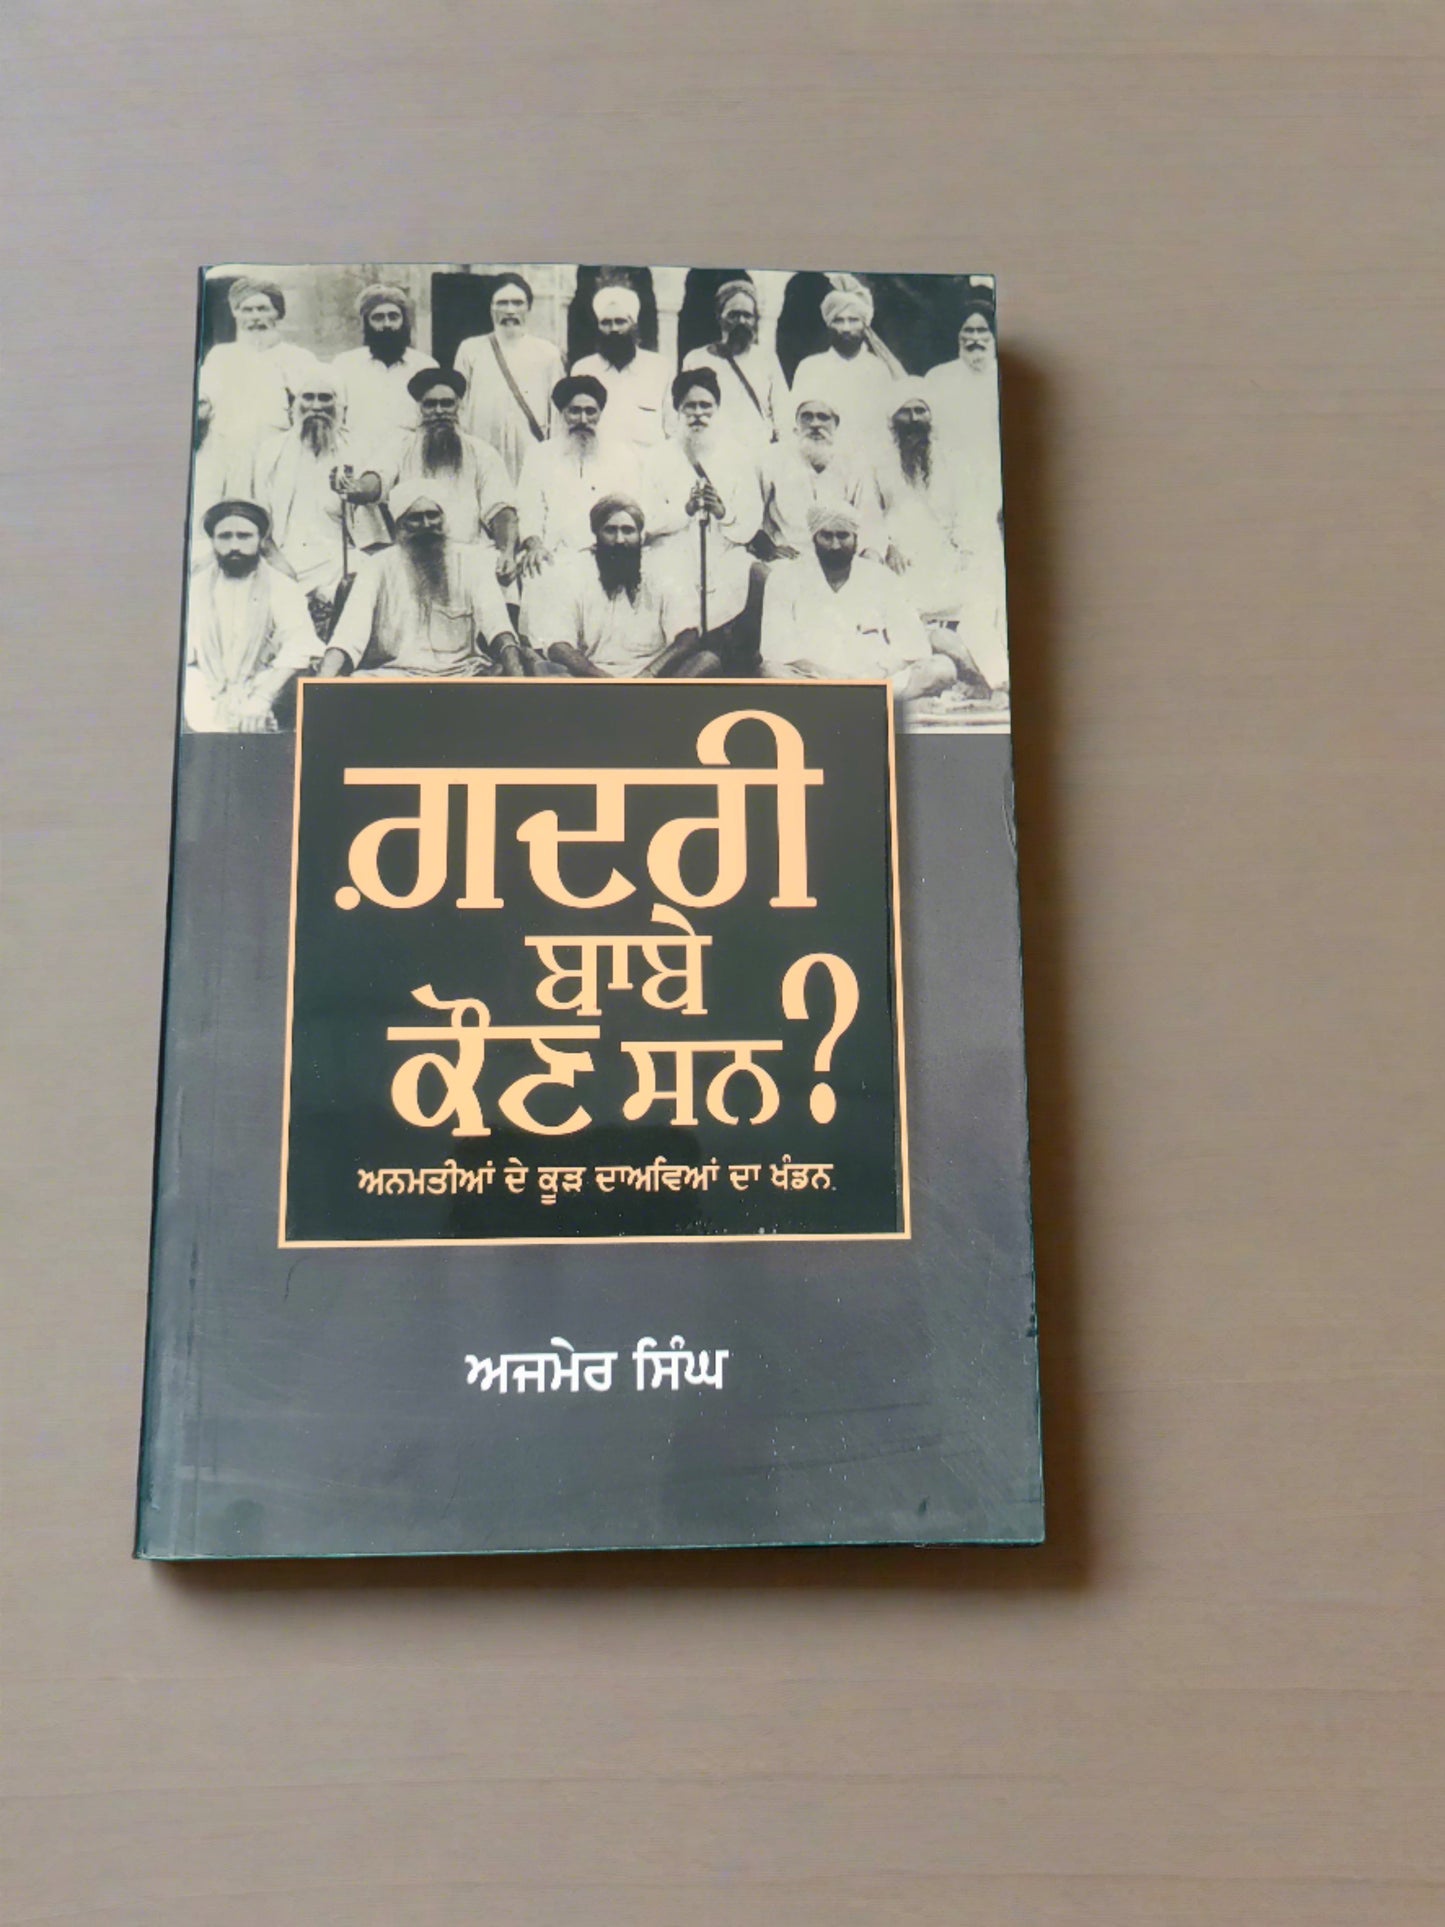 ਗ਼ਦਰੀ
ਬਾਬੇ
ਕੌਣ ਸਨ?
ਅਨਮਤੀਆਂ ਦੇ ਕੂੜ ਦਾਅਵਿਆਂ ਦਾ ਖੰਡਨ
ਅਜਮੇਰ ਸਿੰਘ